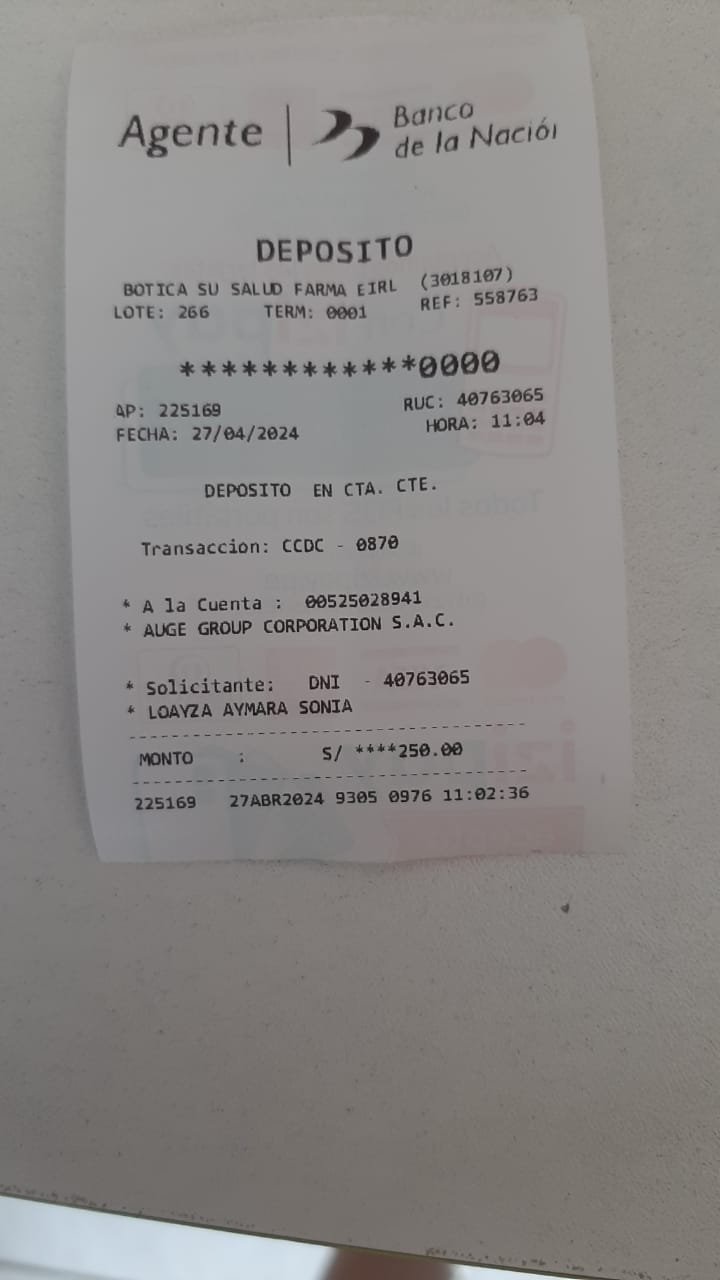 Agente | Banco
de la Nación
DEPOSITO
BOTICA SU SALUD FARMA EIRL (3018107)
LOTE: 266 TERM: 0001 REF: 558763
************0000
AP: 225169 RUC: 40763065
FECHA: 27/04/2024 HORA: 11:04
DEPOSITO EN CTA. CTE.
Transaccion: CCDC - 0870
* A la Cuenta : 00525028941
* AUGE GROUP CORPORATION S.A.C.
* Solicitante: DNI - 40763065
* LOAYZA AYMARA SONIA
MONTO : S/ ****250.00
225169 27ABR2024 9305 0976 11:02:36